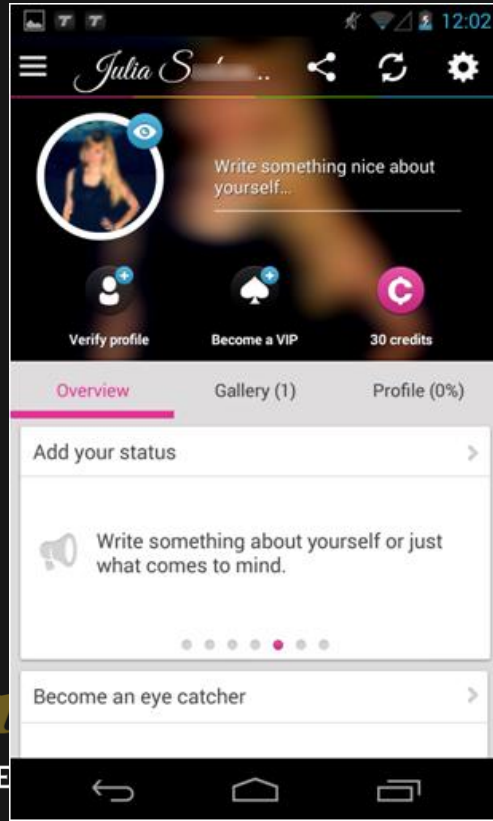 12:02
Julia S ..
Write something nice about
yourself...
Verify profile
Become a VIP
30 credits
Overview
Gallery (1)
Profile (0%)
Add your status
Write something about yourself or just
what comes to mind.
Become an eye catcher